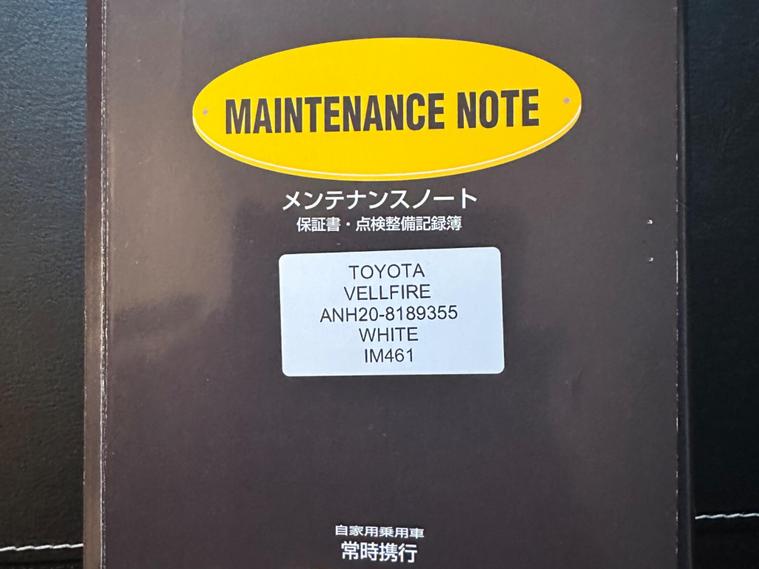 MAINTENANCE NOTE
メンテナンスノート
保証書・点検整備記録簿
TOYOTA
VELLFIRE
ANH20-8189355
WHITE
IM461
自家用乗用車
常時携行